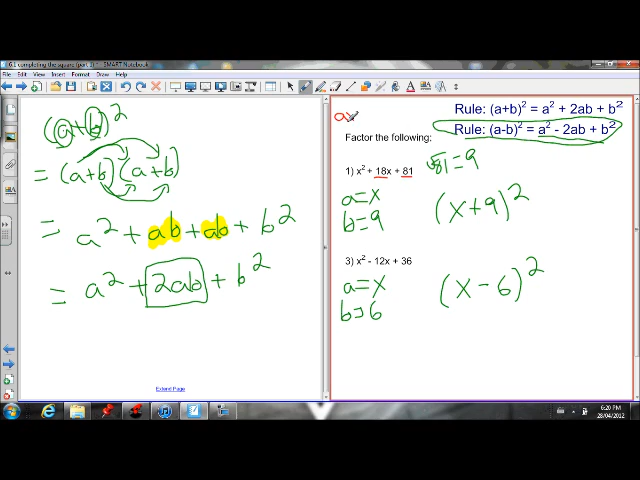 6.1 completing the square (part 1) * - SMART Notebook
File Edit View Insert Format Draw Window Help
(a+b)²
= (a+b)(a+b)
= a² + ab + ab + b²
= a² + 2ab + b²
Extend Page
ax
Rule: (a+b)² = a² + 2ab + b²
Rule: (a-b)² = a² - 2ab + b²
Factor the following:
1) x² + 18x + 81
√81 = 9
a = x
b = 9
(x+9)²
3) x² - 12x + 36
a = x
b = 6
(x-6)²
6:20 PM
28/04/2012